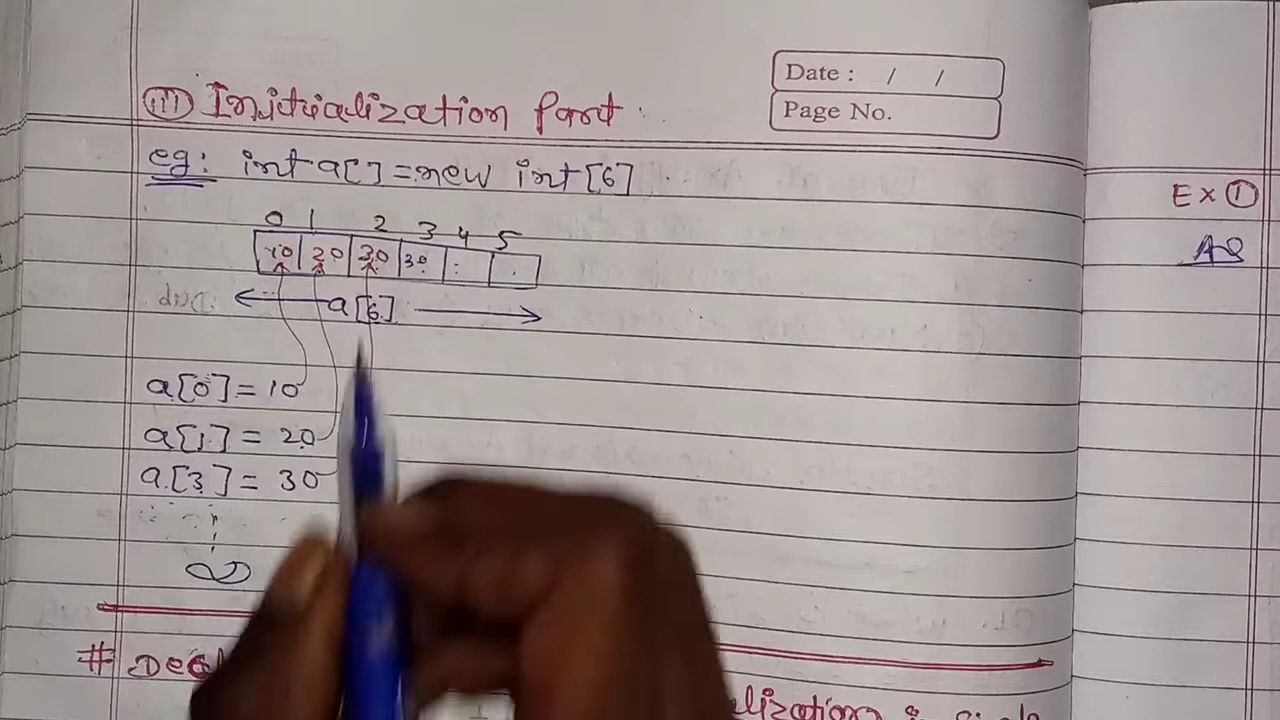 Date : / /
Page No.
(III) Initialization Part
eg: int a[] = new int[6]
0 1 2 3 4 5
10 20 30 30 : .
a[6]
a[0] = 10
a[1] = 20
a[3] = 30
#
EX ①